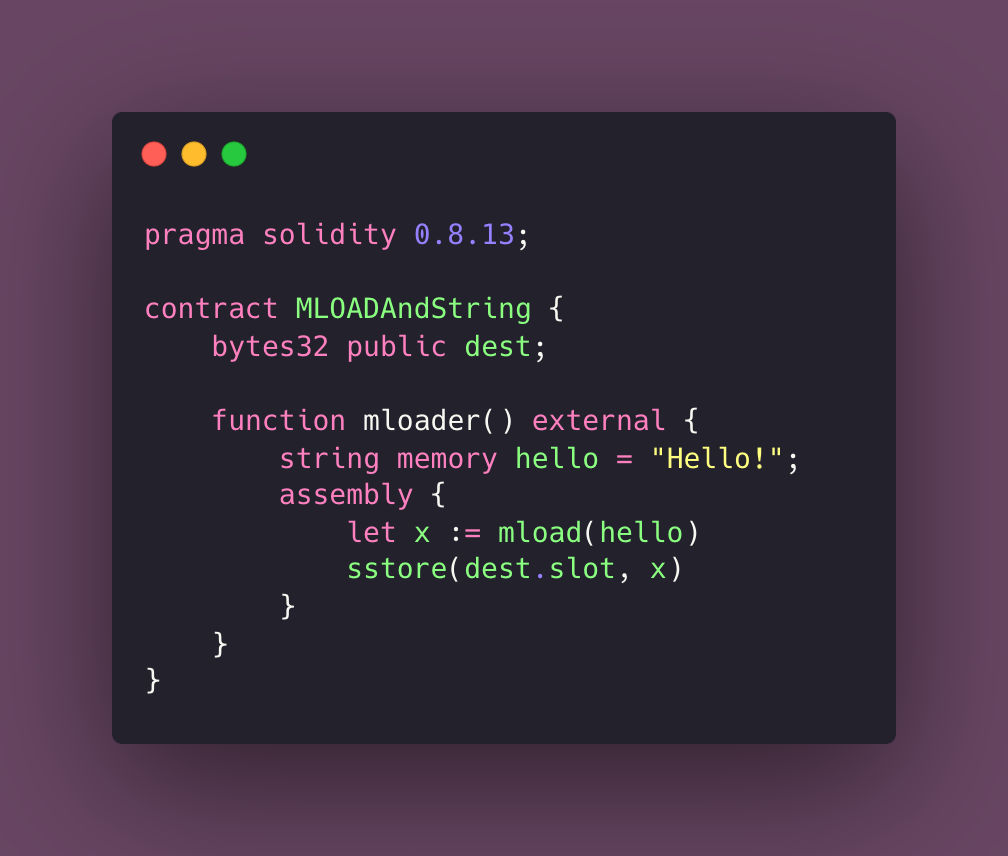 pragma solidity 0.8.13;
contract MLOADAndString {
    bytes32 public dest;
    function mloader() external {
        string memory hello = "Hello!";
        assembly {
            let x := mload(hello)
            sstore(dest.slot, x)
        }
    }
}